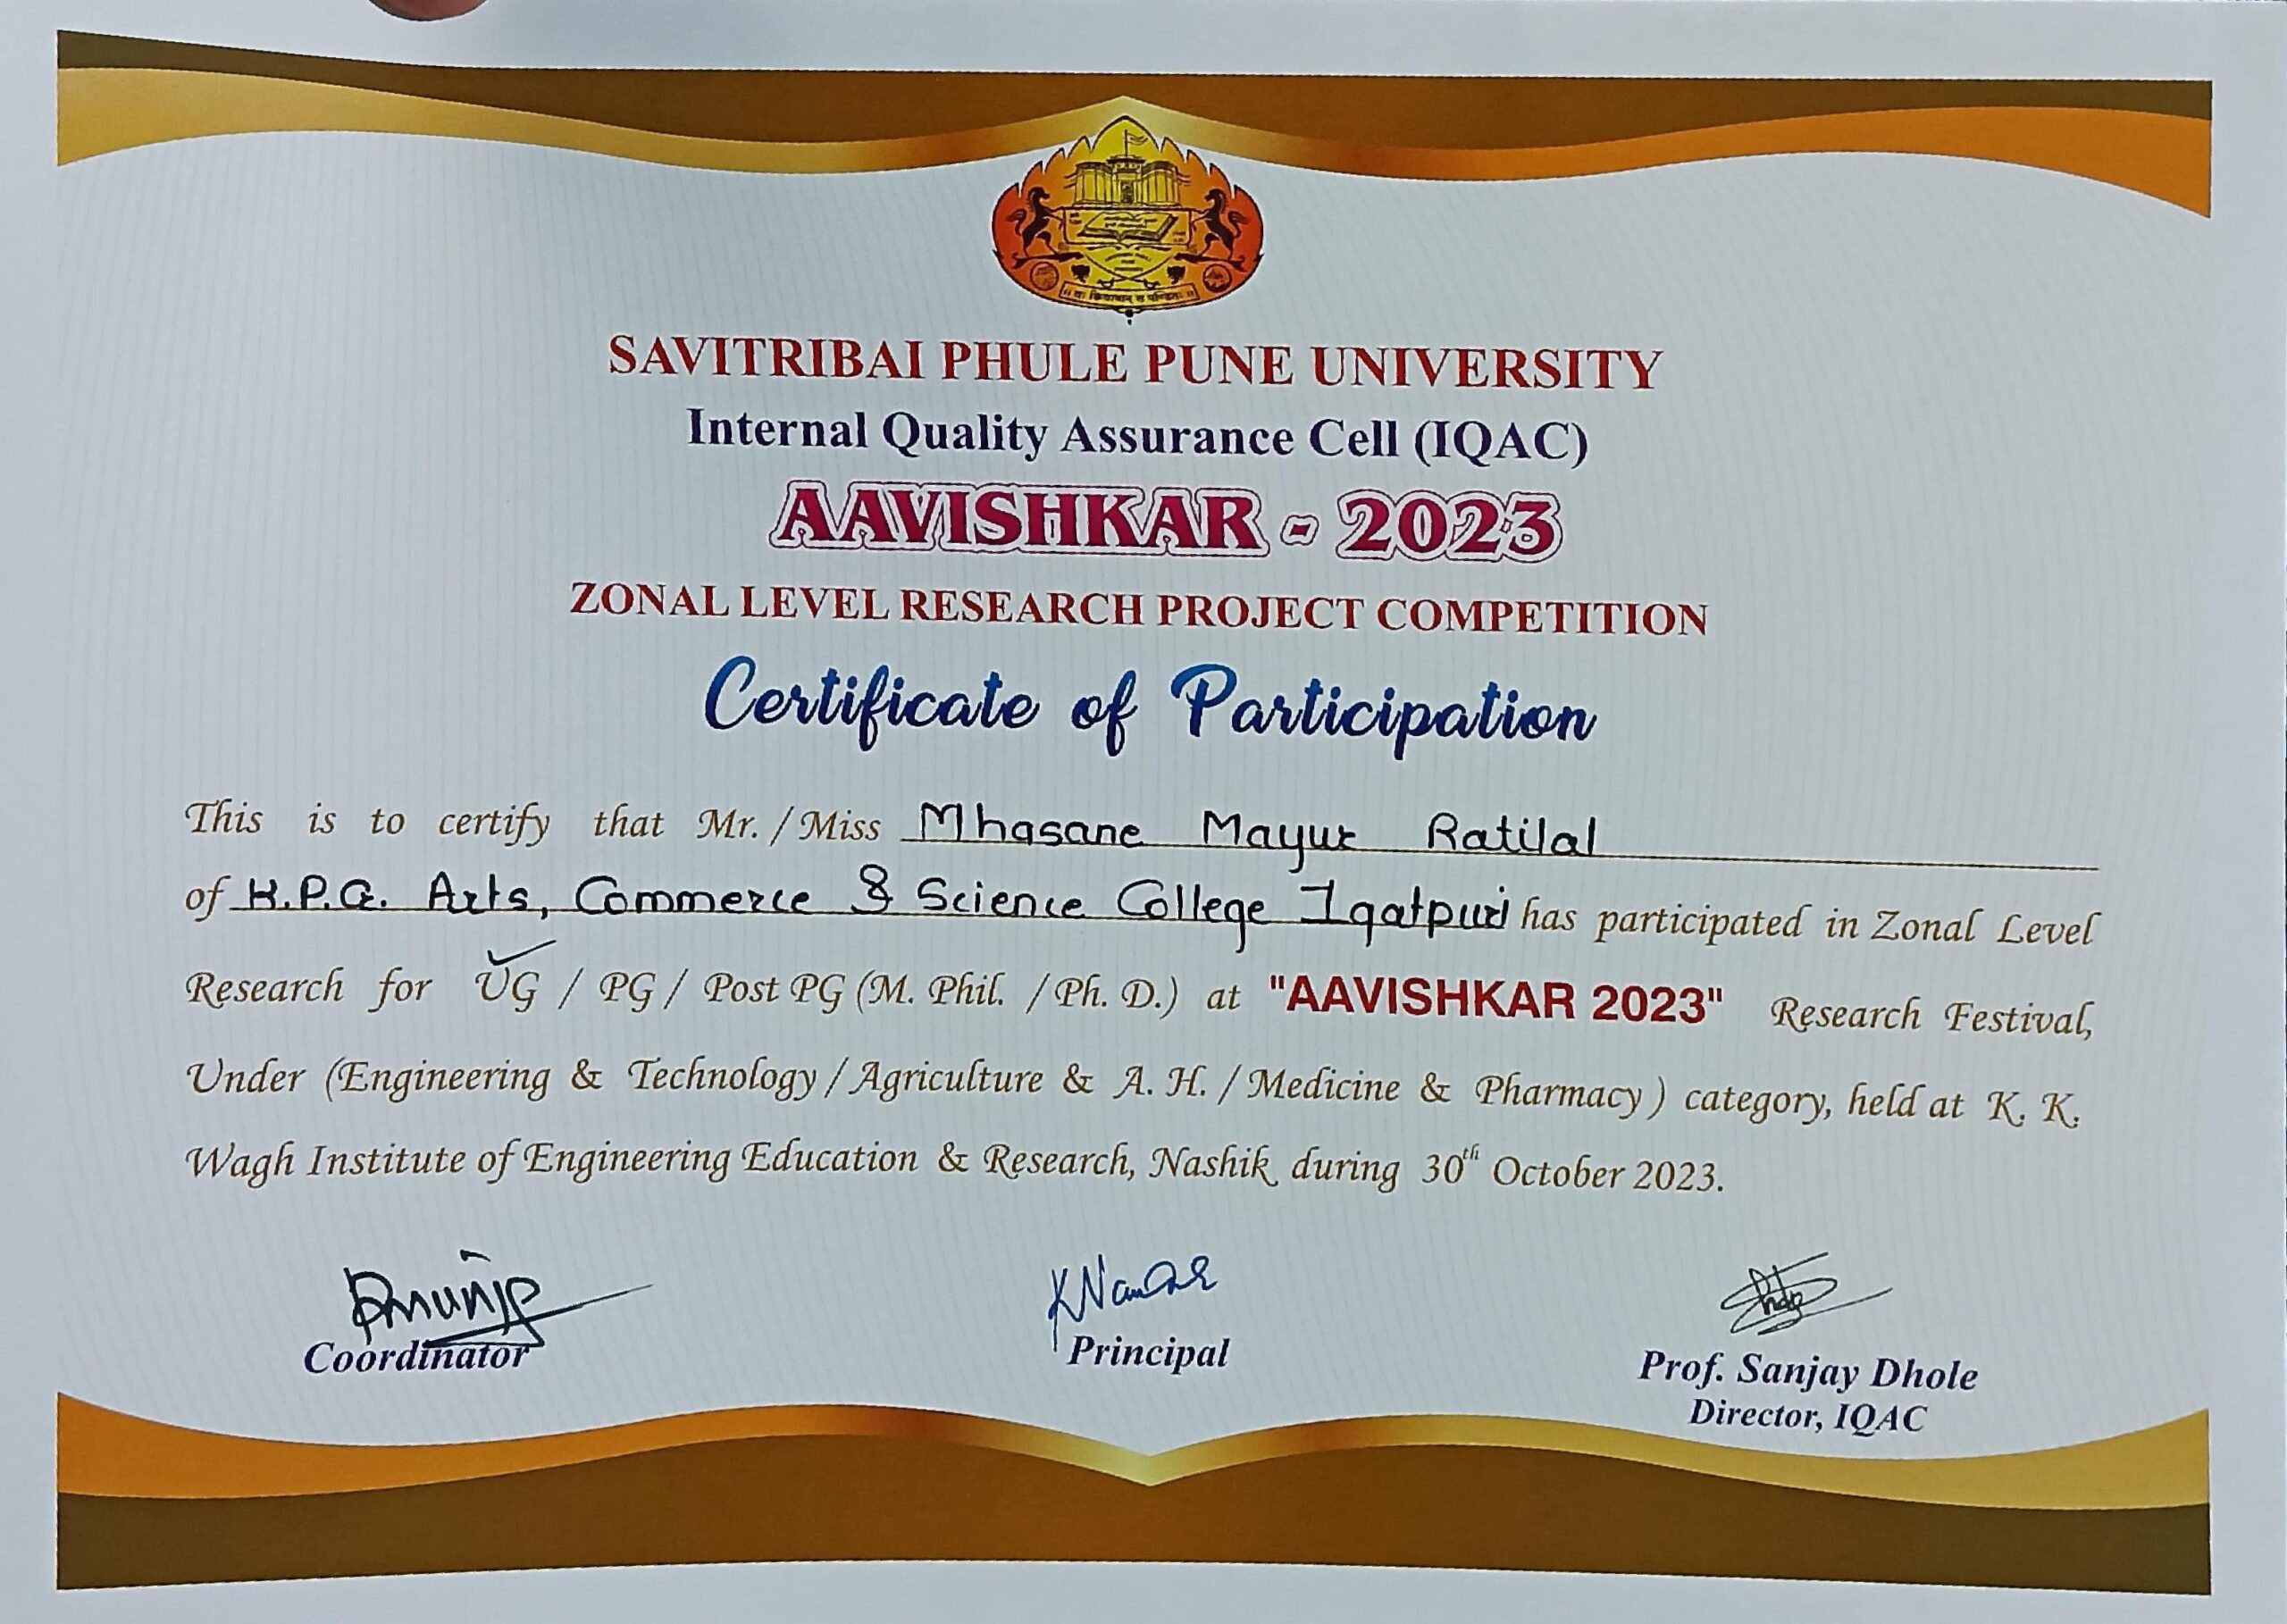 ॥ यः क्रियावान् स पण्डितः ॥
SAVITRIBAI PHULE PUNE UNIVERSITY
Internal Quality Assurance Cell (IQAC)
AAVISHKAR - 2023
ZONAL LEVEL RESEARCH PROJECT COMPETITION
Certificate of Participation
This is to certify that Mr. / Miss Mhasane Mayur Ratilal
of K.P.G. Arts, Commerce & Science College Igatpuri has participated in Zonal Level
Research for UG / PG / Post PG (M. Phil. / Ph. D.) at "AAVISHKAR 2023" Research Festival,
Under (Engineering & Technology / Agriculture & A. H. / Medicine & Pharmacy ) category, held at K. K.
Wagh Institute of Engineering Education & Research, Nashik during 30th October 2023.
Coordinator
Principal
Prof. Sanjay Dhole
Director, IQAC